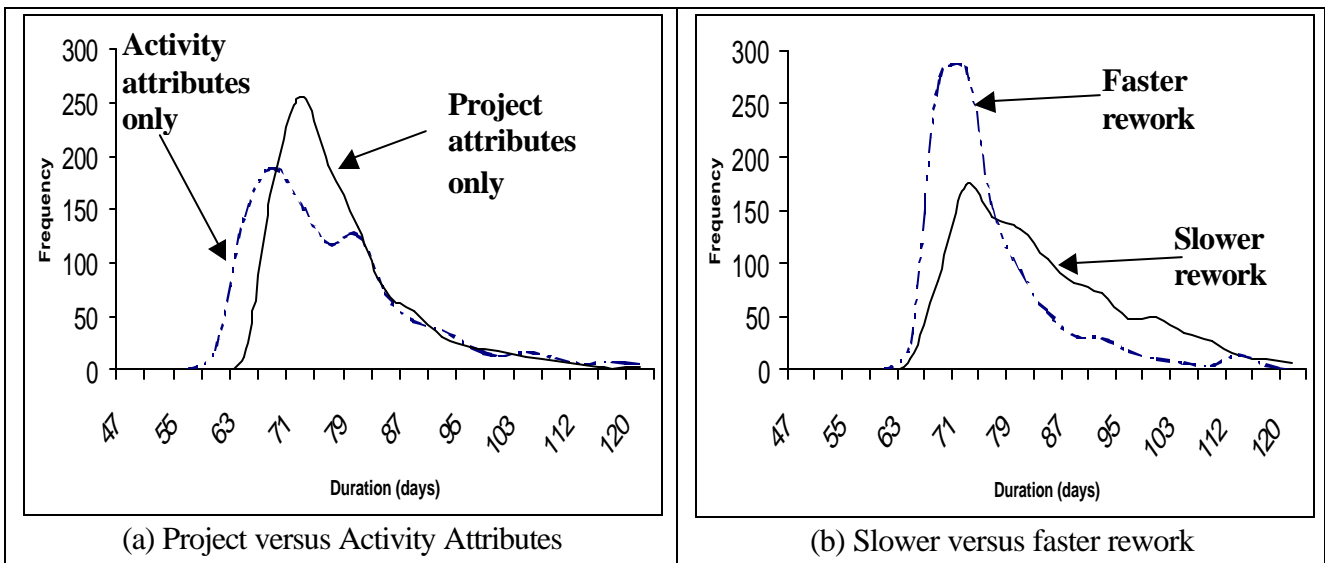 300
250
200
150
100
50
0
Frequency
Activity
attributes
only
Project
attributes
only
47
55
63
71
79
87
95
103
112
120
Duration (days)
(a) Project versus Activity Attributes
300
250
200
150
100
50
0
Frequency
Faster
rework
Slower
rework
47
55
63
71
79
87
95
103
112
120
Duration (days)
(b) Slower versus faster rework